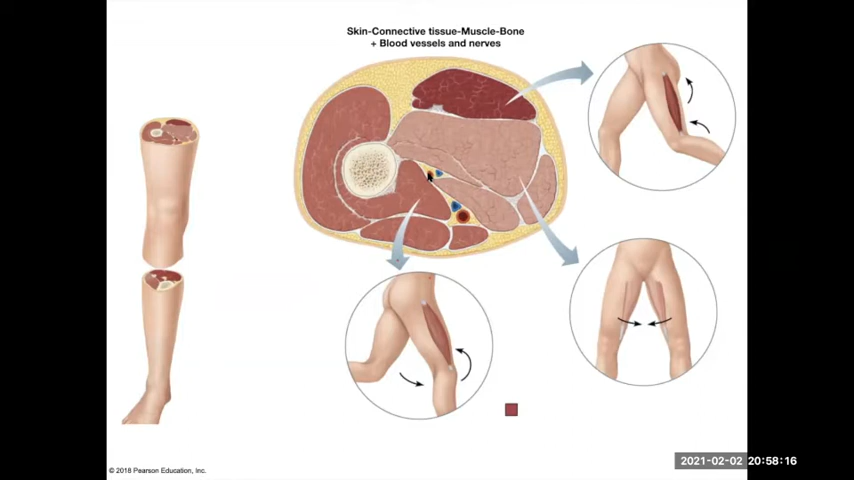 Skin-Connective tissue-Muscle-Bone
+ Blood vessels and nerves
© 2018 Pearson Education, Inc.
2021-02-02 20:58:16